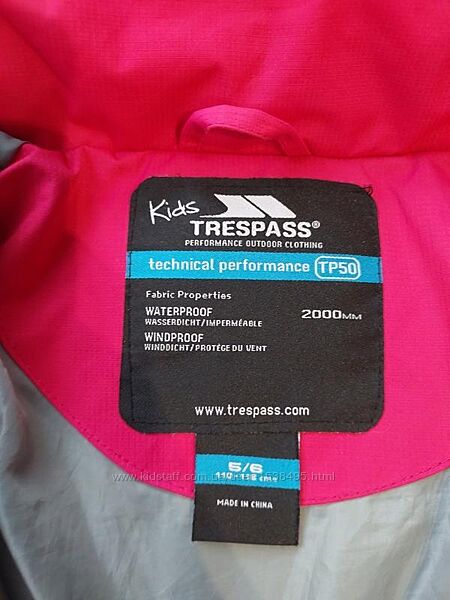 Kids
TRESPASS®
PERFORMANCE OUTDOOR CLOTHING
technical performance TP50
Fabric Properties
WATERPROOF 2000MM
WASSERDICHT/IMPERMÉABLE
WINDPROOF
WINDDICHT/PROTÈGE DU VENT
www.trespass.com
5/6
MADE IN CHINA